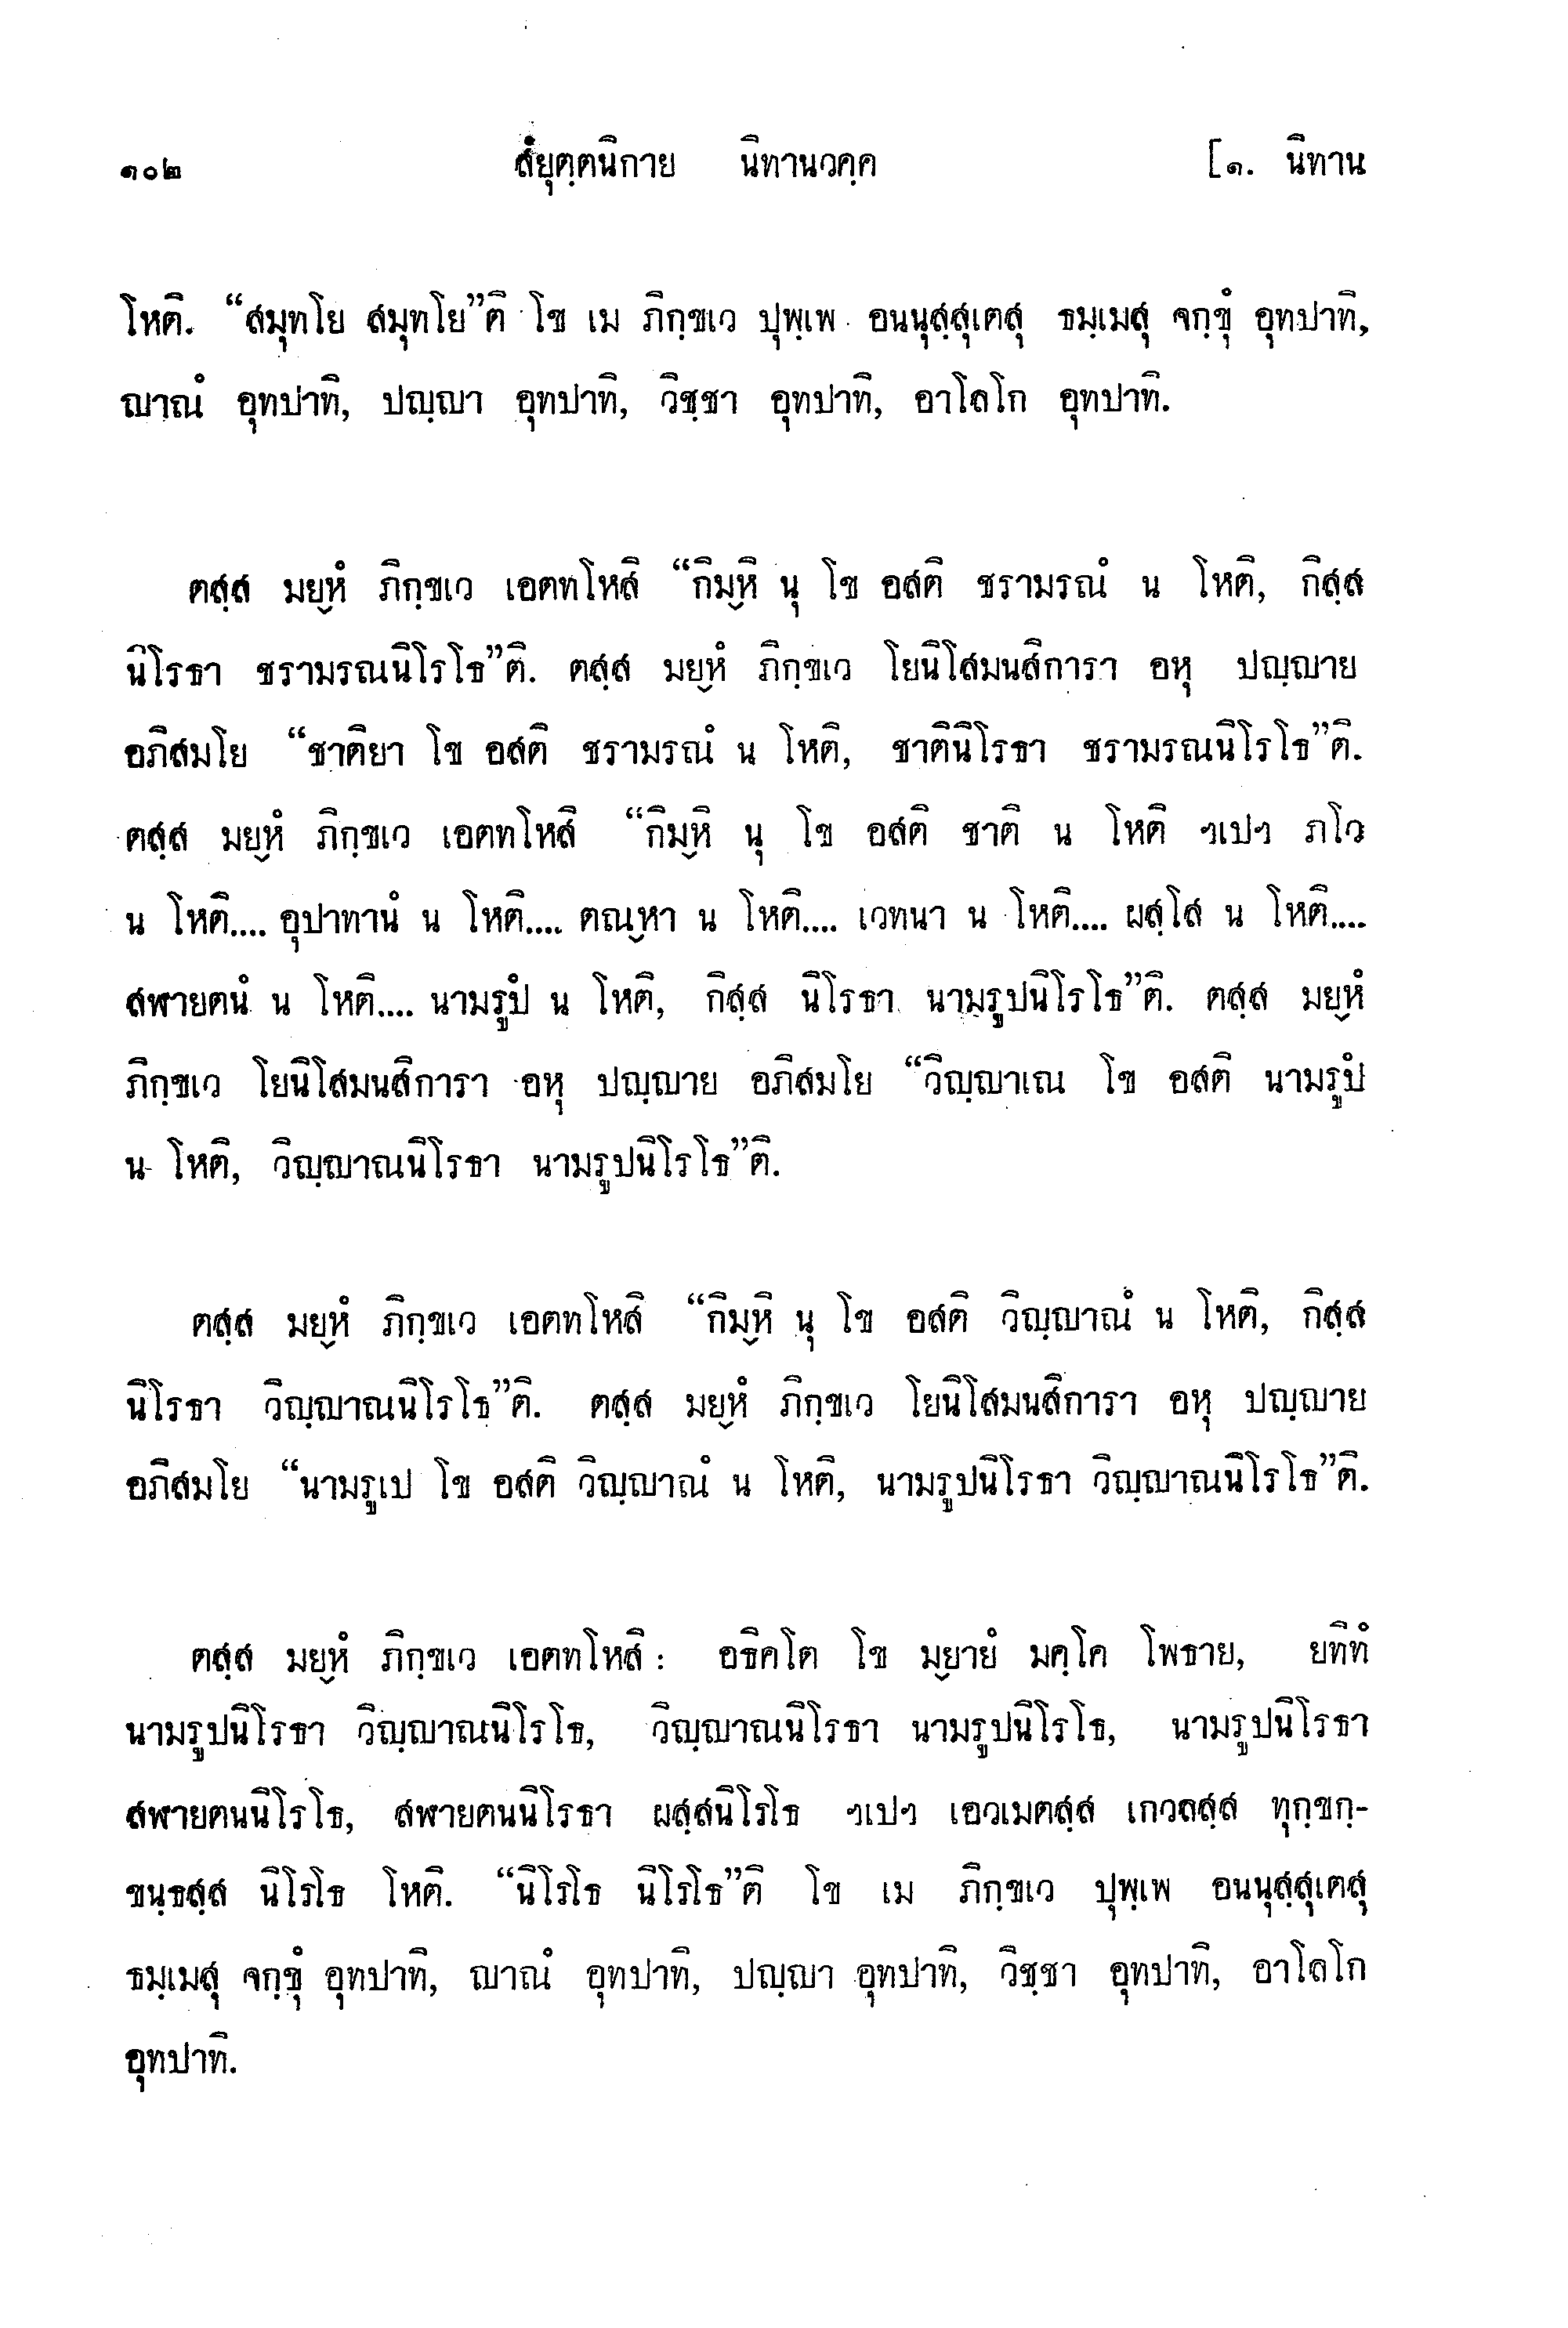 ๑๐๒ สํยุตฺตนิกาย นิทานวคฺค [๑. นิทาน
โหติ. “สมุทโย สมุทโย”ติ โข เม ภิกฺขเว ปุพฺเพ อนนุสฺสุเตสุ ธมฺเมสุ จกฺขุํ อุทปาทิ,
ญาณํ อุทปาทิ, ปญฺญา อุทปาทิ, วิชฺชา อุทปาทิ, อาโลโก อุทปาทิ.
ตสฺส มยฺหํ ภิกฺขเว เอตทโหสิ “กิมฺหิ นุ โข อสติ ชรามรณํ น โหติ, กิสฺส
นิโรธา ชรามรณนิโรโธ”ติ. ตสฺส มยฺหํ ภิกฺขเว โยนิโสมนสิการา อหุ ปญฺญาย
อภิสมโย “ชาติยา โข อสติ ชรามรณํ น โหติ, ชาตินิโรธา ชรามรณนิโรโธ”ติ.
ตสฺส มยฺหํ ภิกฺขเว เอตทโหสิ “กิมฺหิ นุ โข อสติ ชาติ น โหติ ฯเปฯ ภโว
น โหติ.... อุปาทานํ น โหติ.... ตณฺหา น โหติ.... เวทนา น โหติ.... ผสฺโส น โหติ....
สฬายตนํ น โหติ.... นามรูปํ น โหติ, กิสฺส นิโรธา นามรูปนิโรโธ”ติ. ตสฺส มยฺหํ
ภิกฺขเว โยนิโสมนสิการา อหุ ปญฺญาย อภิสมโย “วิญฺญาเณ โข อสติ นามรูปํ
น โหติ, วิญฺญาณนิโรธา นามรูปนิโรโธ”ติ.
ตสฺส มยฺหํ ภิกฺขเว เอตทโหสิ “กิมฺหิ นุ โข อสติ วิญฺญาณํ น โหติ, กิสฺส
นิโรธา วิญฺญาณนิโรโธ”ติ. ตสฺส มยฺหํ ภิกฺขเว โยนิโสมนสิการา อหุ ปญฺญาย
อภิสมโย “นามรูเป โข อสติ วิญฺญาณํ น โหติ, นามรูปนิโรธา วิญฺญาณนิโรโธ”ติ.
ตสฺส มยฺหํ ภิกฺขเว เอตทโหสิ: อธิคโต โข มฺยายํ มคฺโค โพธาย, ยทิทํ
นามรูปนิโรธา วิญฺญาณนิโรโธ, วิญฺญาณนิโรธา นามรูปนิโรโธ, นามรูปนิโรธา
สฬายตนนิโรโธ, สฬายตนนิโรธา ผสฺสนิโรโธ ฯเปฯ เอวเมตสฺส เกวลสฺส ทุกฺขกฺ-
ขนฺธสฺส นิโรโธ โหติ. “นิโรโธ นิโรโธ”ติ โข เม ภิกฺขเว ปุพฺเพ อนนุสฺสุเตสุ
ธมฺเมสุ จกฺขุํ อุทปาทิ, ญาณํ อุทปาทิ, ปญฺญา อุทปาทิ, วิชฺชา อุทปาทิ, อาโลโก
อุทปาทิ.